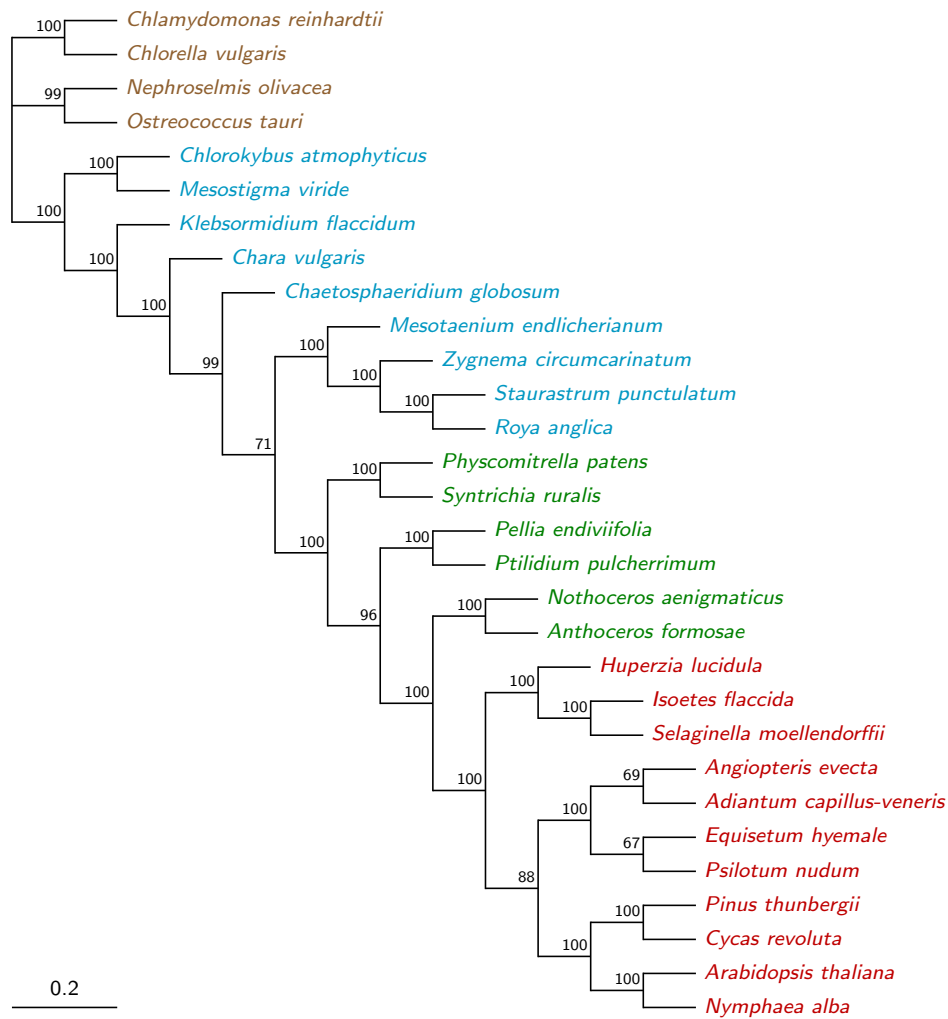 100
Chlamydomonas reinhardtii
Chlorella vulgaris
99
Nephroselmis olivacea
Ostreococcus tauri
100
100
Chlorokybus atmophyticus
Mesostigma viride
100
Klebsormidium flaccidum
100
Chara vulgaris
99
Chaetosphaeridium globosum
71
100
Mesotaenium endlicherianum
100
Zygnema circumcarinatum
100
Staurastrum punctulatum
Roya anglica
100
100
Physcomitrella patens
Syntrichia ruralis
96
100
Pellia endiviifolia
Ptilidium pulcherrimum
100
100
Nothoceros aenigmaticus
Anthoceros formosae
100
100
Huperzia lucidula
100
Isoetes flaccida
Selaginella moellendorffii
88
100
69
Angiopteris evecta
Adiantum capillus-veneris
67
Equisetum hyemale
Psilotum nudum
100
100
Pinus thunbergii
Cycas revoluta
100
Arabidopsis thaliana
Nymphaea alba
0.2